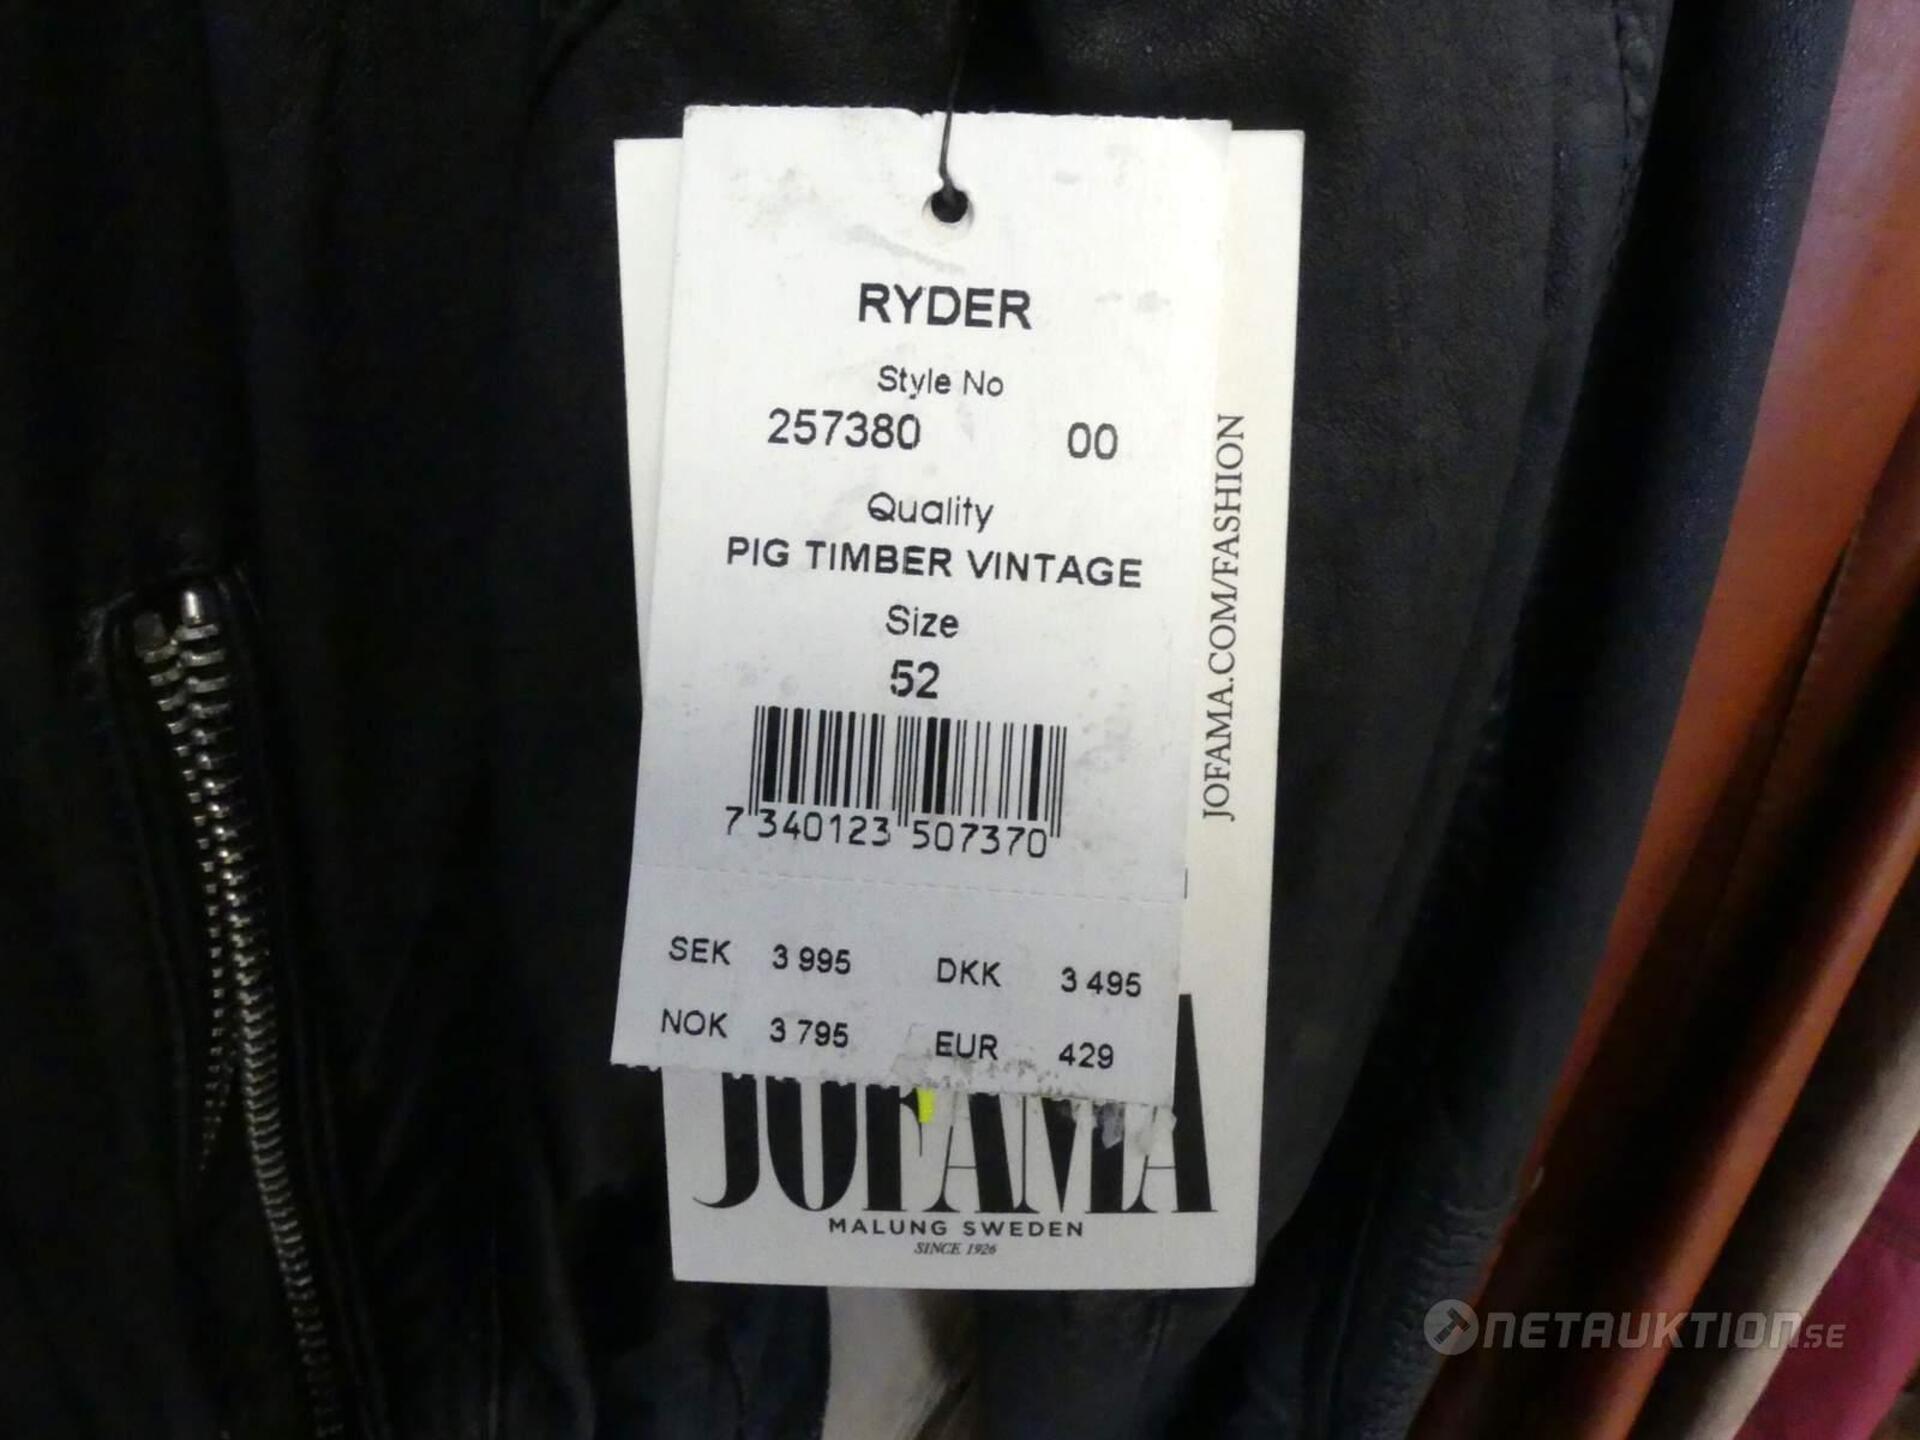 RYDER
Style No
257380 00
Quality
PIG TIMBER VINTAGE
Size
52
7 340123 507370
SEK 3 995 DKK 3 495
NOK 3 795 EUR 429
JOFAMA
MALUNG SWEDEN
SINCE 1926
JOFAMA.COM/FASHION
NETAUKTION.SE